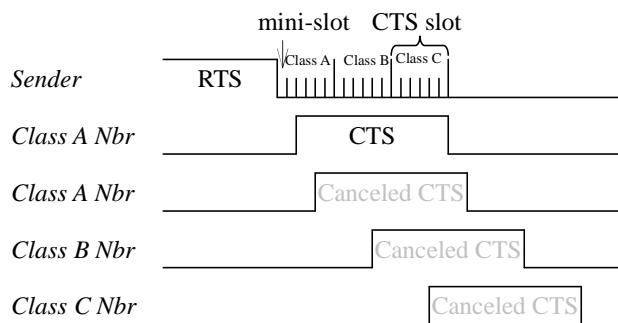 mini-slot CTS slot
Class A Class B Class C
Sender RTS
Class A Nbr CTS
Class A Nbr Canceled CTS
Class B Nbr Canceled CTS
Class C Nbr Canceled CTS